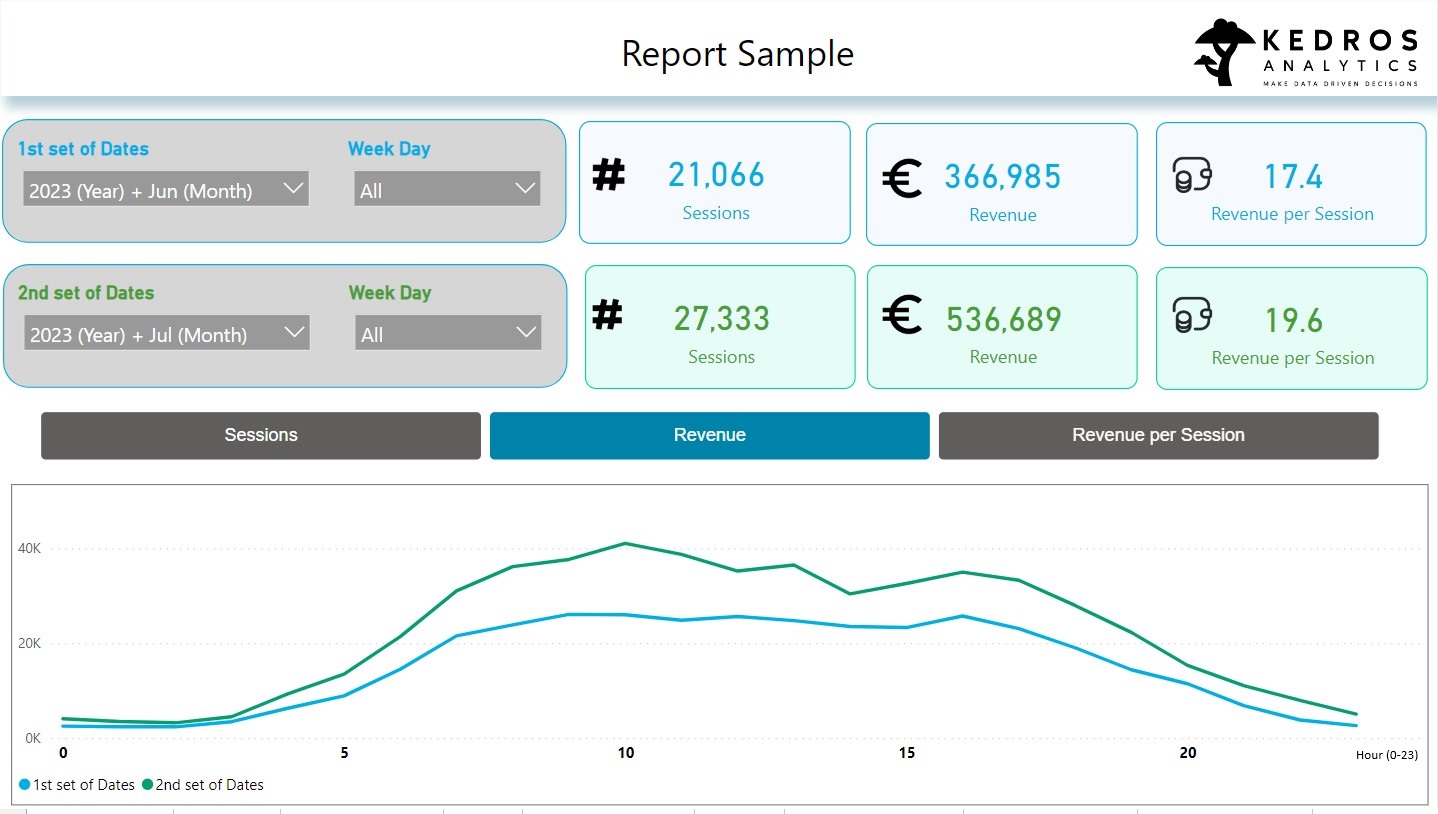 Report Sample
KEDROS
ANALYTICS
MAKE DATA DRIVEN DECISIONS
1st set of Dates
Week Day
2023 (Year) + Jun (Month)
All
# 21,066
Sessions
€ 366,985
Revenue
17.4
Revenue per Session
2nd set of Dates
Week Day
2023 (Year) + Jul (Month)
All
# 27,333
Sessions
€ 536,689
Revenue
19.6
Revenue per Session
Sessions
Revenue
Revenue per Session
40K
20K
0K
0 5 10 15 20 Hour (0-23)
1st set of Dates 2nd set of Dates